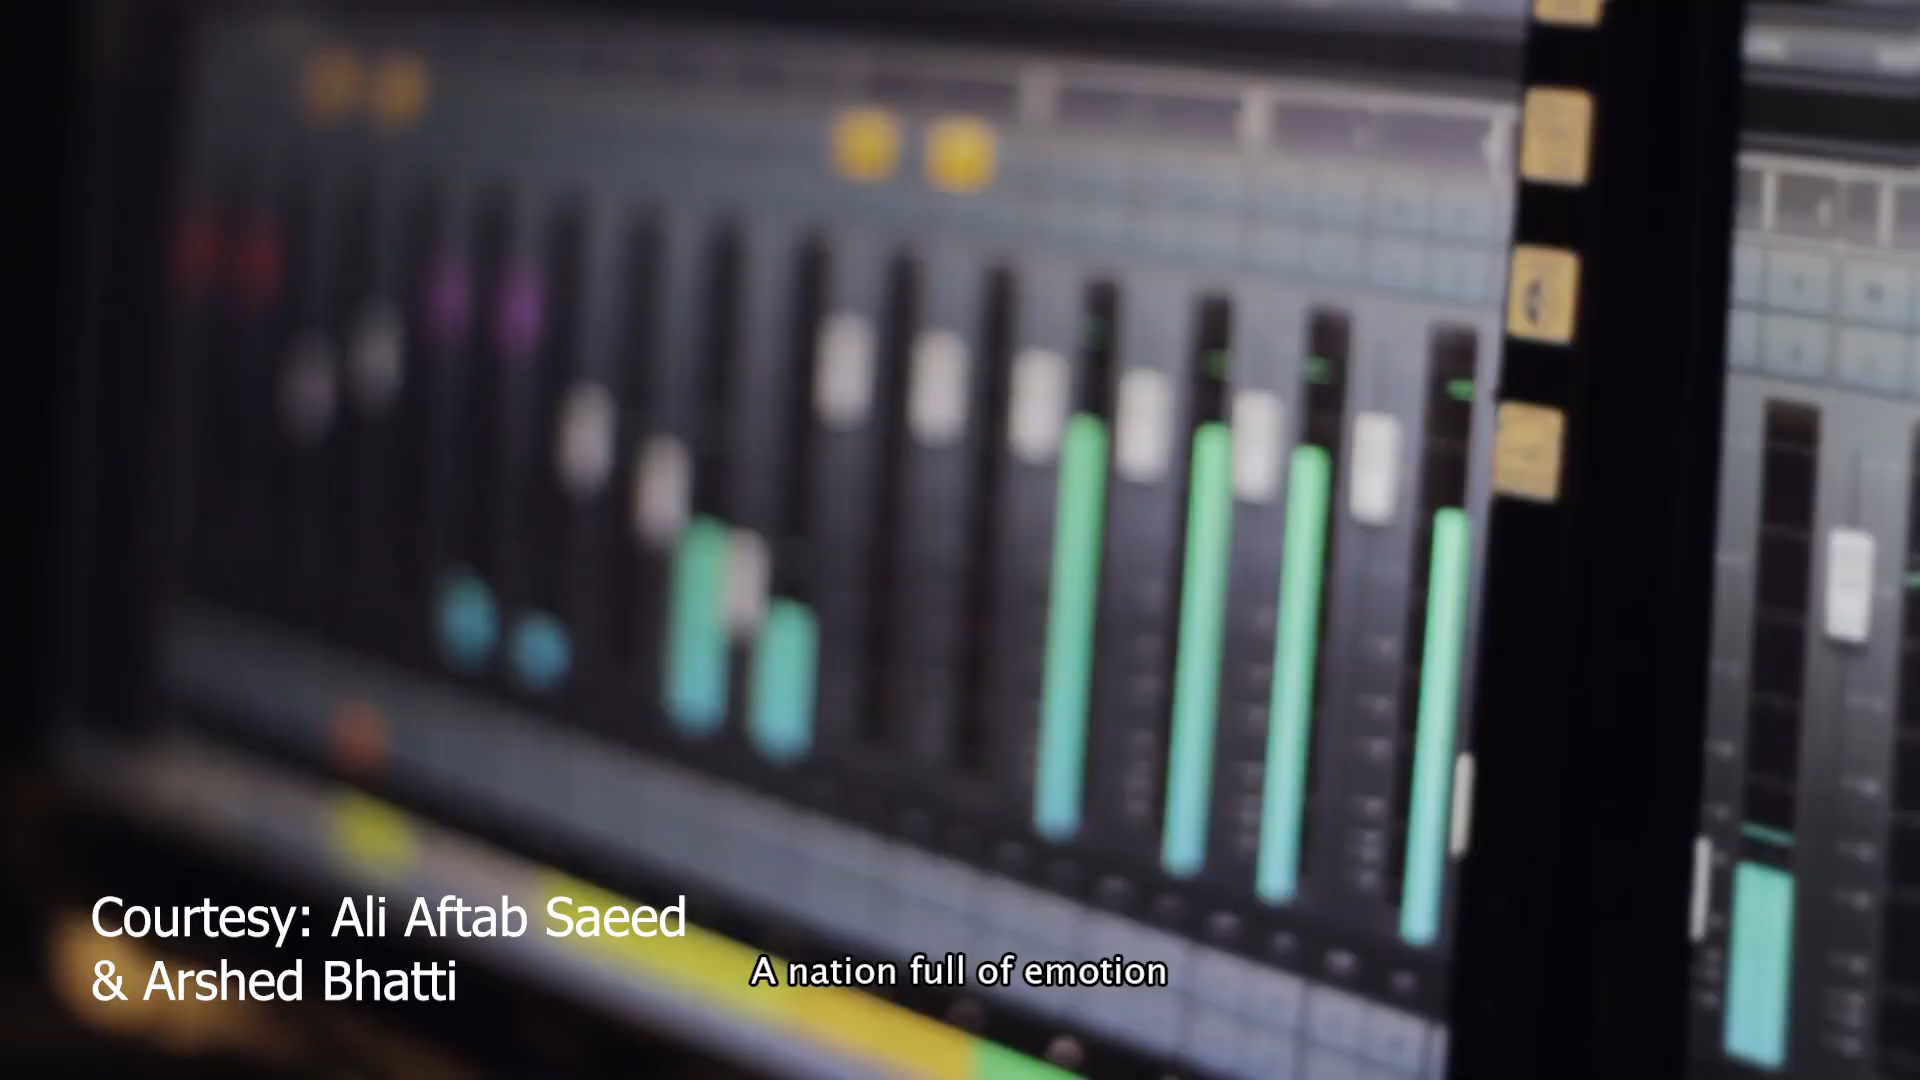 Courtesy: Ali Aftab Saeed
& Arshed Bhatti
A nation full of emotion